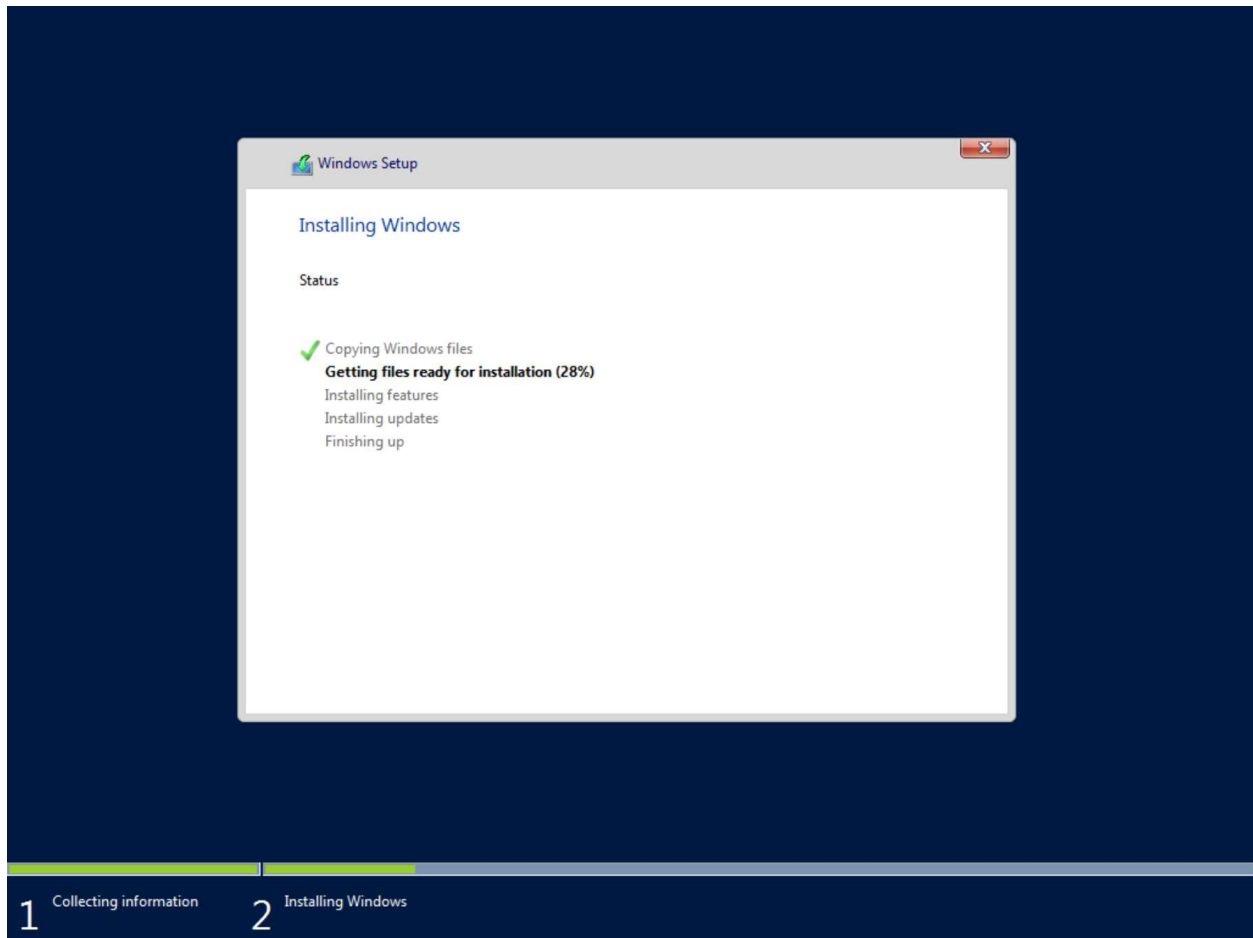 Windows Setup
Installing Windows
Status
Copying Windows files
Getting files ready for installation (28%)
Installing features
Installing updates
Finishing up
1 Collecting information
2 Installing Windows